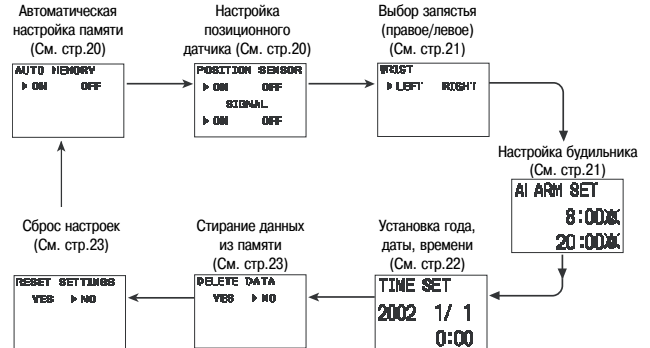 Автоматическая
настройка памяти
(См. стр.20)
AUTO MEMORY
ON OFF
Настройка
позиционного
датчика (См. стр.20)
POSITION SENSOR
ON OFF
SIGNAL
ON OFF
Выбор запястья
(правое/левое)
(См. стр.21)
WRIST
LEFT RIGHT
Настройка будильника
(См. стр.21)
ALARM SET
8:00
20:00
Установка года,
даты, времени
(См. стр.22)
TIME SET
2002 1/ 1
0:00
Стирание данных
из памяти
(См. стр.23)
DELETE DATA
YES NO
Сброс настроек
(См. стр.23)
RESET SETTINGS
YES NO